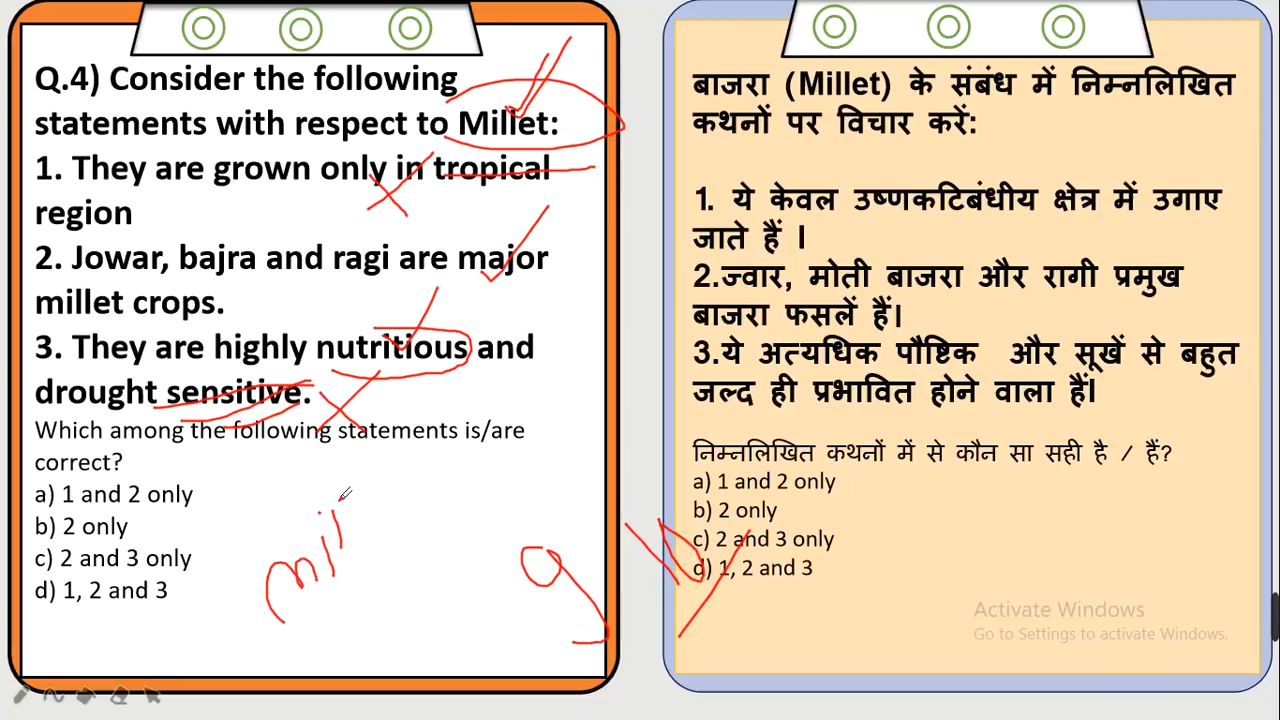 Q.4) Consider the following
statements with respect to Millet:
1. They are grown only in tropical
region
2. Jowar, bajra and ragi are major
millet crops.
3. They are highly nutritious and
drought sensitive.
Which among the following statements is/are
correct?
a) 1 and 2 only
b) 2 only
c) 2 and 3 only
d) 1, 2 and 3
mil
बाजरा (Millet) के संबंध में निम्नलिखित
कथनों पर विचार करें:
1. ये केवल उष्णकटिबंधीय क्षेत्र में उगाए
जाते हैं |
2.ज्वार, मोती बाजरा और रागी प्रमुख
बाजरा फसलें हैं।
3.ये अत्यधिक पौष्टिक और सूखें से बहुत
जल्द ही प्रभावित होने वाला हैं|
निम्नलिखित कथनों में से कौन सा सही है / हैं?
a) 1 and 2 only
b) 2 only
c) 2 and 3 only
d) 1, 2 and 3
Activate Windows
Go to Settings to activate Windows.